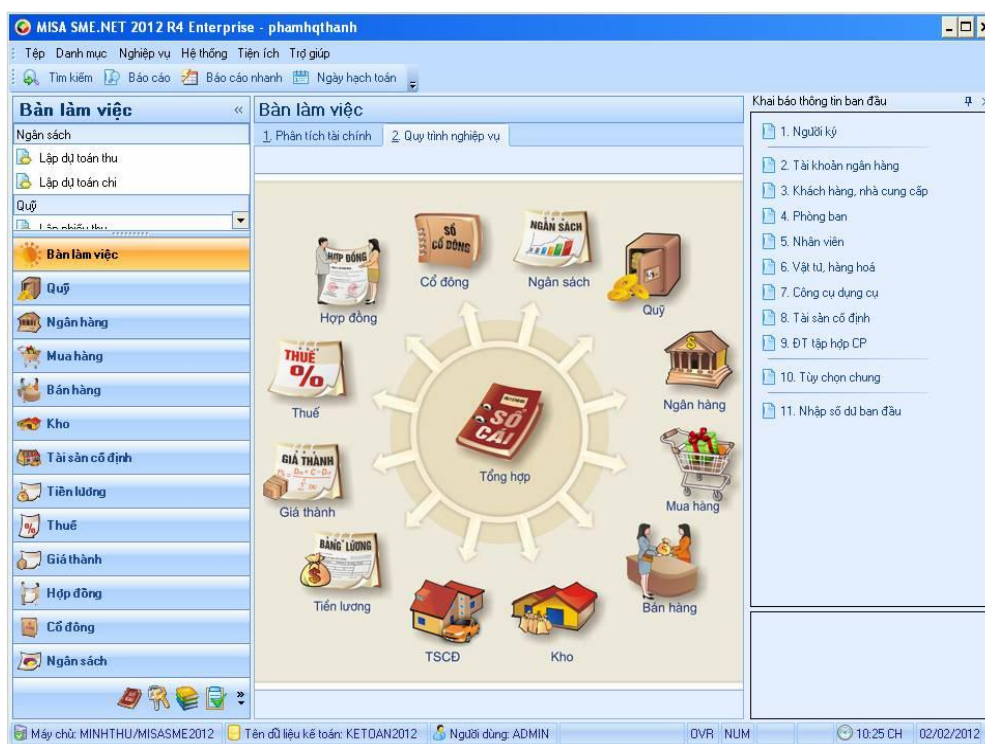 MISA SME.NET 2012 R4 Enterprise - phamhqthanh
Tệp Danh mục Nghiệp vụ Hệ thống Tiện ích Trợ giúp
Tìm kiếm Báo cáo Báo cáo nhanh Ngày hạch toán
Bàn làm việc «
Ngân sách
Lập dự toán thu
Lập dự toán chi
Quỹ
Lập phiếu thu
Bàn làm việc
Quỹ
Ngân hàng
Mua hàng
Bán hàng
Kho
Tài sản cố định
Tiền lương
Thuế
Giá thành
Hợp đồng
Cổ đông
Ngân sách
Bàn làm việc
1. Phân tích tài chính 2. Quy trình nghiệp vụ
HỢP ĐỒNG
Hợp đồng
SỔ CỔ ĐÔNG
Cổ đông
NGÂN SÁCH
Ngân sách
Quỹ
THUẾ %
Thuế
Ngân hàng
SỔ CÁI
Tổng hợp
GIÁ THÀNH
Giá thành
Mua hàng
BẢNG LƯƠNG
Tiền lương
Bán hàng
TSCĐ
Kho
Khai báo thông tin ban đầu
1. Người ký
2. Tài khoản ngân hàng
3. Khách hàng, nhà cung cấp
4. Phòng ban
5. Nhân viên
6. Vật tư, hàng hoá
7. Công cụ dụng cụ
8. Tài sản cố định
9. ĐT tập hợp CP
10. Tùy chọn chung
11. Nhập số dư ban đầu
Máy chủ: MINHTHU/MISASME2012 Tên dữ liệu kế toán: KETOAN2012 Người dùng: ADMIN OVR NUM 10:25 CH 02/02/2012